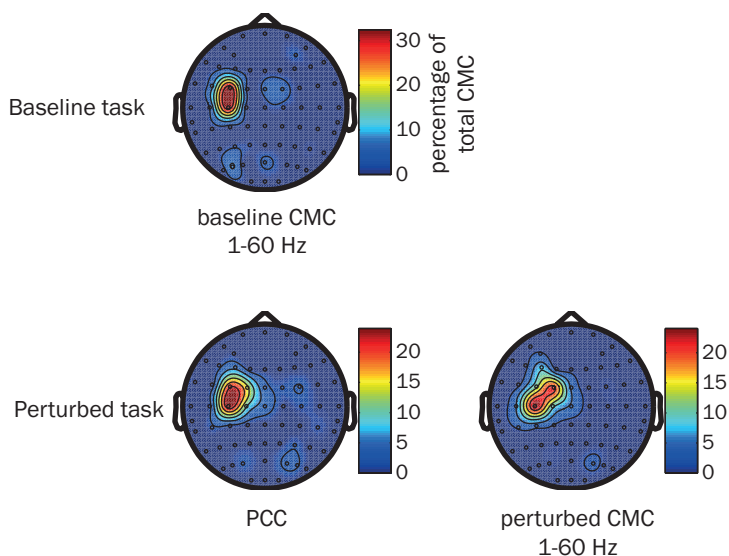 Baseline task
30
20
10
0
percentage of
total CMC
baseline CMC
1-60 Hz
Perturbed task
20
15
10
5
0
20
15
10
5
0
PCC
perturbed CMC
1-60 Hz